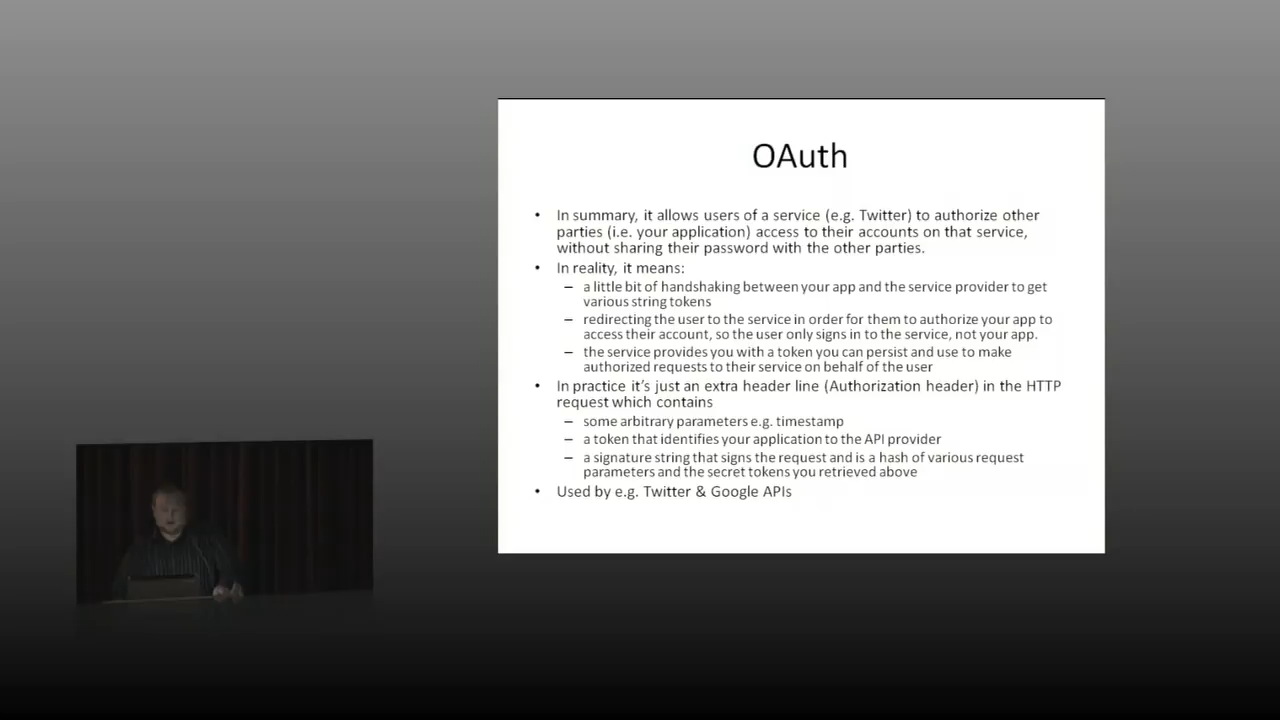 OAuth
• In summary, it allows users of a service (e.g. Twitter) to authorize other
parties (i.e. your application) access to their accounts on that service,
without sharing their password with the other parties.
• In reality, it means:
– a little bit of handshaking between your app and the service provider to get
various string tokens
– redirecting the user to the service in order for them to authorize your app to
access their account, so the user only signs in to the service, not your app.
– the service provides you with a token you can persist and use to make
authorized requests to their service on behalf of the user
• In practice it’s just an extra header line (Authorization header) in the HTTP
request which contains
– some arbitrary parameters e.g. timestamp
– a token that identifies your application to the API provider
– a signature string that signs the request and is a hash of various request
parameters and the secret tokens you retrieved above
• Used by e.g. Twitter & Google APIs